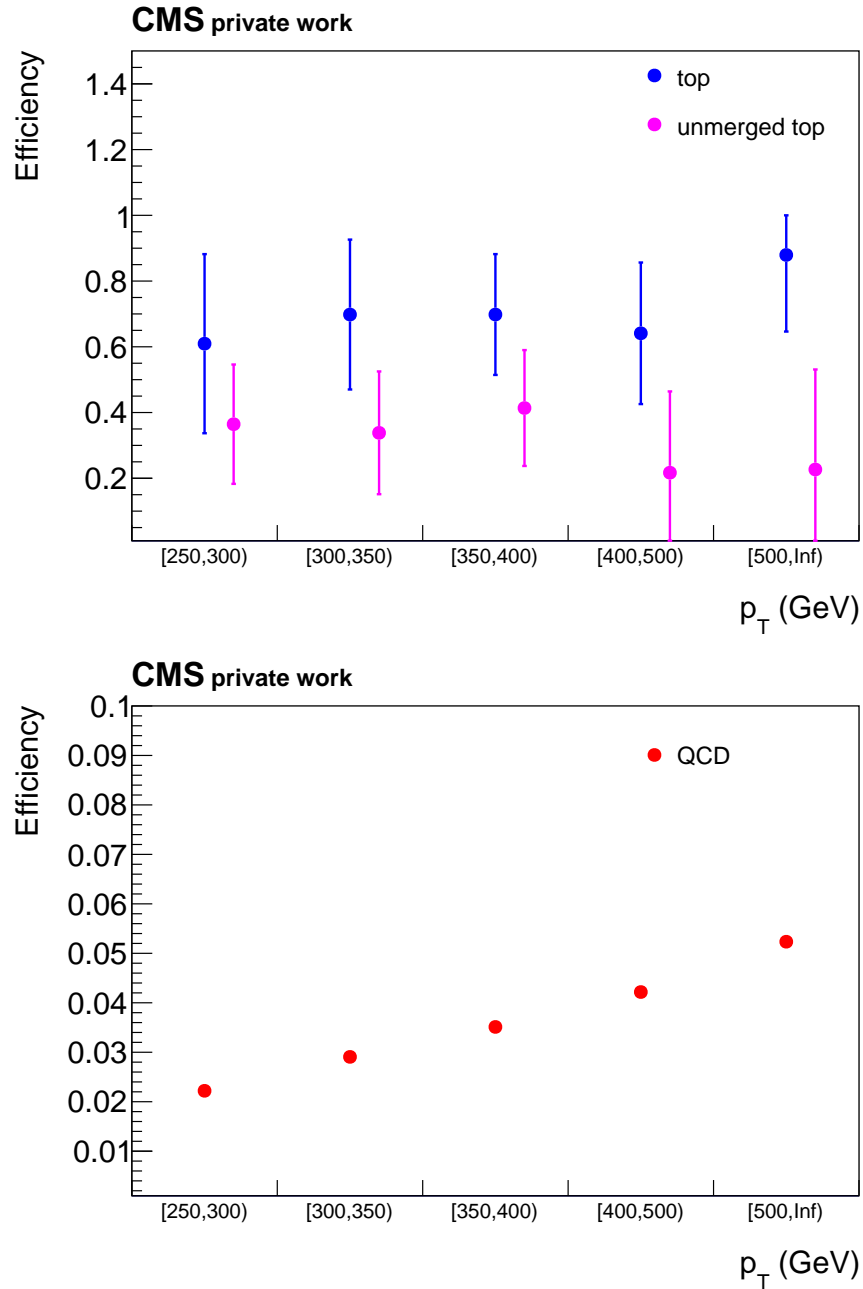 CMS private work
Efficiency
1.4
1.2
1
0.8
0.6
0.4
0.2
top
unmerged top
[250,300) [300,350) [350,400) [400,500) [500,Inf)
p_T (GeV)
CMS private work
Efficiency
0.1
0.09
0.08
0.07
0.06
0.05
0.04
0.03
0.02
0.01
QCD
[250,300) [300,350) [350,400) [400,500) [500,Inf)
p_T (GeV)